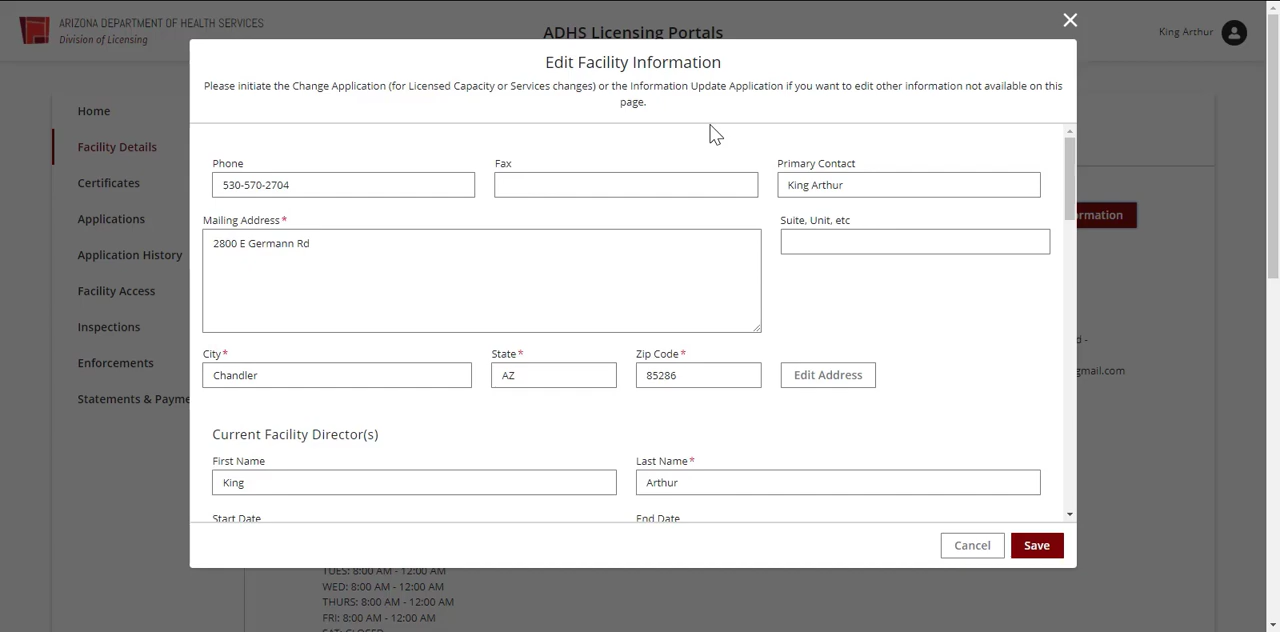 ARIZONA DEPARTMENT OF HEALTH SERVICES
Division of Licensing
ADHS Licensing Portals
King Arthur
Home
Facility Details
Certificates
Applications
Application History
Facility Access
Inspections
Enforcements
Statements & Payme
Edit Facility Information
Please initiate the Change Application (for Licensed Capacity or Services changes) or the Information Update Application if you want to edit other information not available on this
page.
Phone
Fax
Primary Contact
530-570-2704
King Arthur
rmation
Mailing Address*
Suite, Unit, etc
2800 E Germann Rd
d -
gmail.com
City*
State*
Zip Code*
Chandler
AZ
85286
Edit Address
Current Facility Director(s)
First Name
Last Name*
King
Arthur
Start Date
End Date
Cancel
Save
TUES: 8:00 AM - 12:00 AM
WED: 8:00 AM - 12:00 AM
THURS: 8:00 AM - 12:00 AM
FRI: 8:00 AM - 12:00 AM
SAT: CLOSED